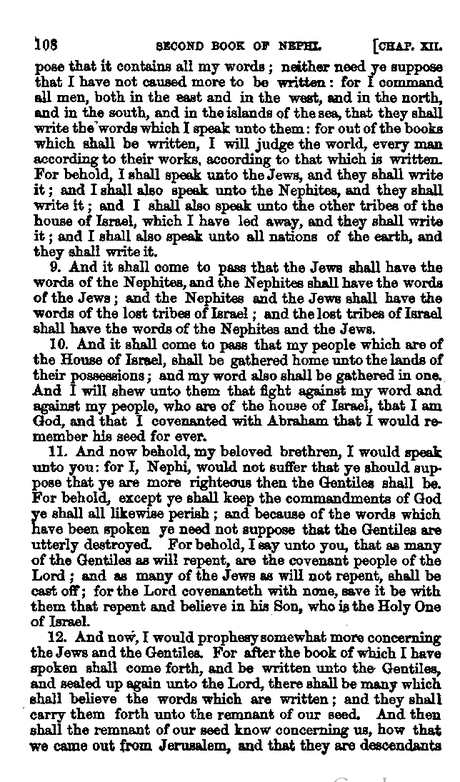 108 SECOND BOOK OF NEPHI. [CHAP. XII.
pose that it contains all my words; neither need ye suppose
that I have not caused more to be written: for I command
all men, both in the east and in the west, and in the north,
and in the south, and in the islands of the sea, that they shall
write the words which I speak unto them: for out of the books
which shall be written, I will judge the world, every man
according to their works, according to that which is written.
For behold, I shall speak unto the Jews, and they shall write
it; and I shall also speak unto the Nephites, and they shall
write it; and I shall also speak unto the other tribes of the
house of Israel, which I have led away, and they shall write
it; and I shall also speak unto all nations of the earth, and
they shall write it.
9. And it shall come to pass that the Jews shall have the
words of the Nephites, and the Nephites shall have the words
of the Jews; and the Nephites and the Jews shall have the
words of the lost tribes of Israel; and the lost tribes of Israel
shall have the words of the Nephites and the Jews.
10. And it shall come to pass that my people which are of
the House of Israel, shall be gathered home unto the lands of
their possessions; and my word also shall be gathered in one.
And I will shew unto them that fight against my word and
against my people, who are of the house of Israel, that I am
God, and that I covenanted with Abraham that I would re-
member his seed for ever.
11. And now behold, my beloved brethren, I would speak
unto you: for I, Nephi, would not suffer that ye should sup-
pose that ye are more righteous then the Gentiles shall be.
For behold, except ye shall keep the commandments of God
ye shall all likewise perish; and because of the words which
have been spoken ye need not suppose that the Gentiles are
utterly destroyed. For behold, I say unto you, that as many
of the Gentiles as will repent, are the covenant people of the
Lord; and as many of the Jews as will not repent, shall be
cast off; for the Lord covenanteth with none, save it be with
them that repent and believe in his Son, who is the Holy One
of Israel.
12. And now, I would prophesy somewhat more concerning
the Jews and the Gentiles. For after the book of which I have
spoken shall come forth, and be written unto the Gentiles,
and sealed up again unto the Lord, there shall be many which
shall believe the words which are written; and they shall
carry them forth unto the remnant of our seed. And then
shall the remnant of our seed know concerning us, how that
we came out from Jerusalem, and that they are descendants